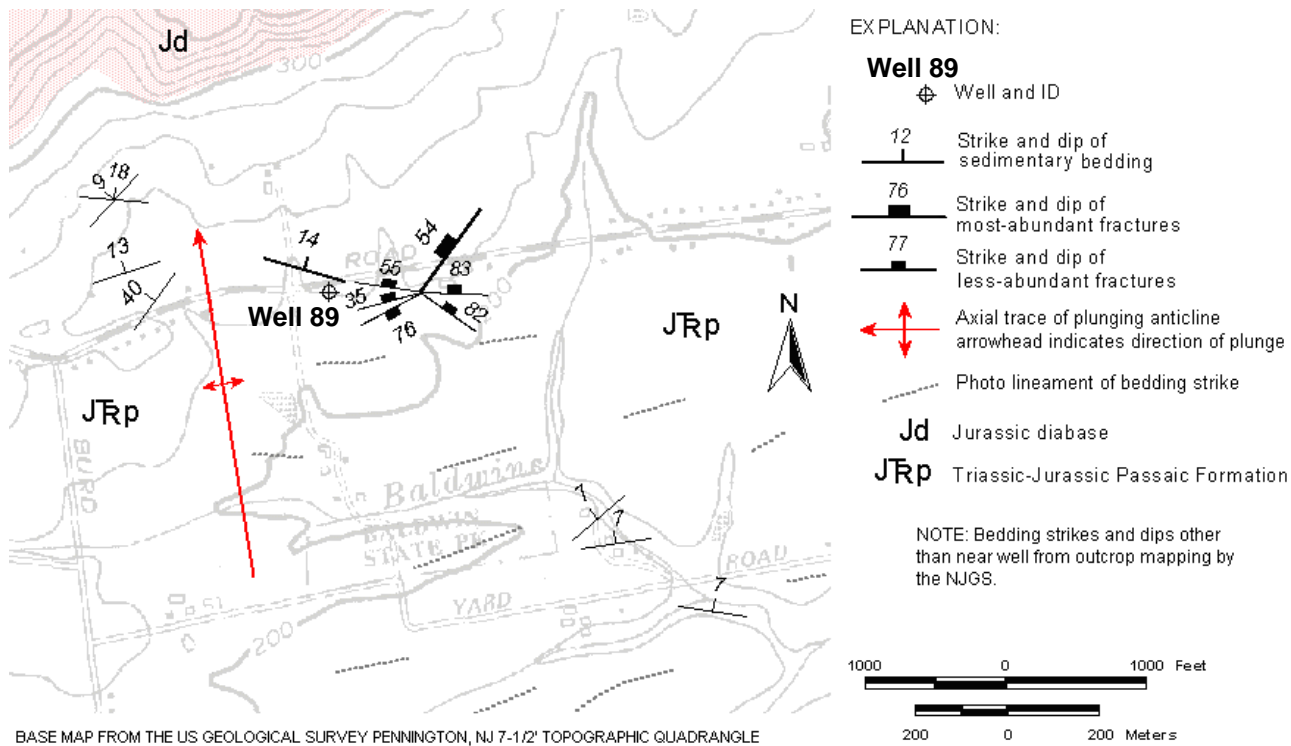 Jd
300
9
18
73
40
14
ROAD
54
55
83
35
82
76
300
Well 89
JTRp
N
JTRp
BURD
Baldwins
BALDWIN
STATE PK
7
7
7
ROAD
YARD
200
EXPLANATION:
Well 89
Well and ID
12
Strike and dip of
sedimentary bedding
76
Strike and dip of
most-abundant fractures
77
Strike and dip of
less-abundant fractures
Axial trace of plunging anticline
arrowhead indicates direction of plunge
Photo lineament of bedding strike
Jd Jurassic diabase
JTRp Triassic-Jurassic Passaic Formation
NOTE: Bedding strikes and dips other
than near well from outcrop mapping by
the NJGS.
1000 0 1000 Feet
200 0 200 Meters
BASE MAP FROM THE US GEOLOGICAL SURVEY PENNINGTON, NJ 7-1/2' TOPOGRAPHIC QUADRANGLE